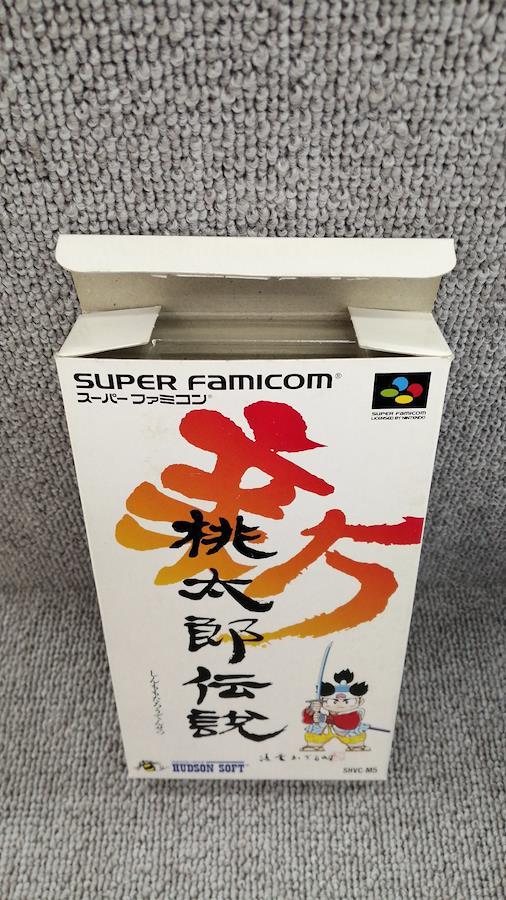 SUPER FAMICOM®
スーパーファミコン®
SUPER FAMICOM
LICENSED BY NINTENDO
新
桃太郎伝説
しんももたろうでんせつ
HUDSON SOFT
SHVC-M5